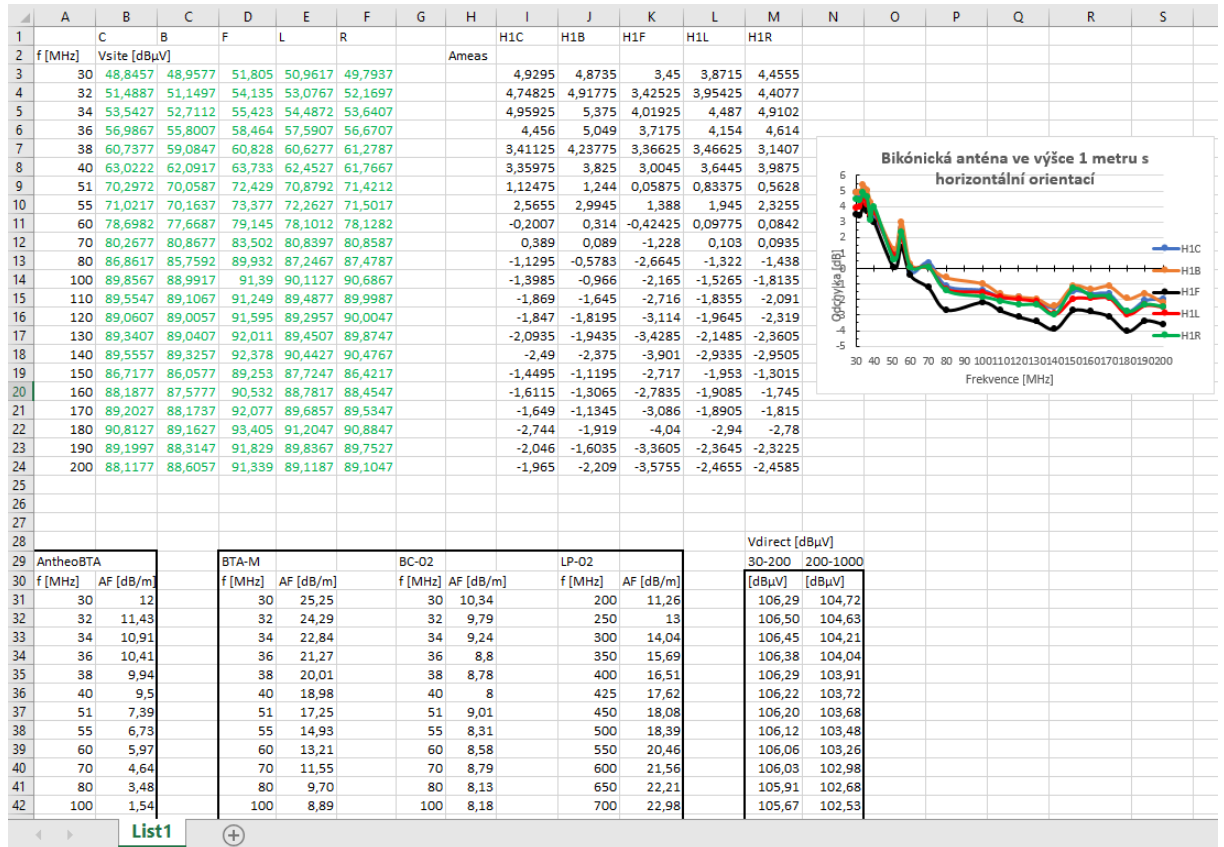 A B C D E F G H I J K L M N O P Q R S
1 C B F L R H1C H1B H1F H1L H1R
2 f [MHz] Vsite [dBµV] Ameas
3 30 48,8457 48,9577 51,805 50,9617 49,7937 4,9295 4,8735 3,45 3,8715 4,4555
4 32 51,4887 51,1497 54,135 53,0767 52,1697 4,74825 4,91775 3,42525 3,95425 4,4077
5 34 53,5427 52,7112 55,423 54,4872 53,6407 4,95925 5,375 4,01925 4,487 4,9102
6 36 56,9867 55,8007 58,464 57,5907 56,6707 4,456 5,049 3,7175 4,154 4,614
7 38 60,7377 59,0847 60,828 60,6277 61,2787 3,41125 4,23775 3,36625 3,46625 3,1407
8 40 63,0222 62,0917 63,733 62,4527 61,7667 3,35975 3,825 3,0045 3,6445 3,9875
9 51 70,2972 70,0587 72,429 70,8792 71,4212 1,12475 1,244 0,05875 0,83375 0,5628
10 55 71,0217 70,1637 73,377 72,2627 71,5017 2,5655 2,9945 1,388 1,945 2,3255
11 60 78,6982 77,6687 79,145 78,1012 78,1282 -0,2007 0,314 -0,42425 0,09775 0,0842
12 70 80,2677 80,8677 83,502 80,8397 80,8587 0,389 0,089 -1,228 0,103 0,0935
13 80 86,8617 85,7592 89,932 87,2467 87,4787 -1,1295 -0,5783 -2,6645 -1,322 -1,438
14 100 89,8567 88,9917 91,39 90,1127 90,6867 -1,3985 -0,966 -2,165 -1,5265 -1,8135
15 110 89,5547 89,1067 91,249 89,4877 89,9987 -1,869 -1,645 -2,716 -1,8355 -2,091
16 120 89,0607 89,0057 91,595 89,2957 90,0047 -1,847 -1,8195 -3,114 -1,9645 -2,319
17 130 89,3407 89,0407 92,011 89,4507 89,8747 -2,0935 -1,9435 -3,4285 -2,1485 -2,3605
18 140 89,5557 89,3257 92,378 90,4427 90,4767 -2,49 -2,375 -3,901 -2,9335 -2,9505
19 150 86,7177 86,0577 89,253 87,7247 86,4217 -1,4495 -1,1195 -2,717 -1,953 -1,3015
20 160 88,1877 87,5777 90,532 88,7817 88,4547 -1,6115 -1,3065 -2,7835 -1,9085 -1,745
21 170 89,2027 88,1737 92,077 89,6857 89,5347 -1,649 -1,1345 -3,086 -1,8905 -1,815
22 180 90,8127 89,1627 93,405 91,2047 90,8847 -2,744 -1,919 -4,04 -2,94 -2,78
23 190 89,1997 88,3147 91,829 89,8367 89,7527 -2,046 -1,6035 -3,3605 -2,3645 -2,3225
24 200 88,1177 88,6057 91,339 89,1187 89,1047 -1,965 -2,209 -3,5755 -2,4655 -2,4585
Bikónická anténa ve výšce 1 metru s
horizontální orientací
6
5
4
3
2
1
0
-1
-2
-3
-4
-5
Odchylka [dB]
30 40 50 60 70 80 90 100 110 120 130 140 150 160 170 180 190 200
Frekvence [MHz]
H1C
H1B
H1F
H1L
H1R
25
26
27
28 Vdirect [dBµV]
29 AntheoBTA BTA-M BC-02 LP-02 30-200 200-1000
30 f [MHz] AF [dB/m] f [MHz] AF [dB/m] f [MHz] AF [dB/m] f [MHz] AF [dB/m] [dBµV] [dBµV]
31 30 12 30 25,25 30 10,34 200 11,26 106,29 104,72
32 32 11,43 32 24,29 32 9,79 250 13 106,50 104,63
33 34 10,91 34 22,84 34 9,24 300 14,04 106,45 104,21
34 36 10,41 36 21,27 36 8,8 350 15,69 106,38 104,04
35 38 9,94 38 20,01 38 8,78 400 16,51 106,29 103,91
36 40 9,5 40 18,98 40 8 425 17,62 106,22 103,72
37 51 7,39 51 17,25 51 9,01 450 18,08 106,20 103,68
38 55 6,73 55 14,93 55 8,31 500 18,39 106,12 103,48
39 60 5,97 60 13,21 60 8,58 550 20,46 106,06 103,26
40 70 4,64 70 11,55 70 8,79 600 21,56 106,03 102,98
41 80 3,48 80 9,70 80 8,13 650 22,21 105,91 102,68
42 100 1,54 100 8,89 100 8,18 700 22,98 105,67 102,53
List1